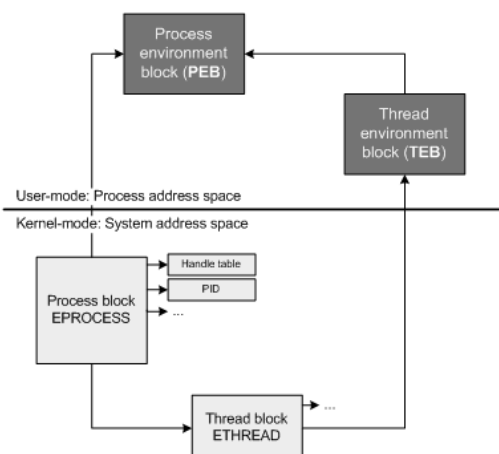 Process
environment
block (PEB)
Thread
environment
block (TEB)
User-mode: Process address space
Kernel-mode: System address space
Process block
EPROCESS
Handle table
PID
...
Thread block
ETHREAD
...